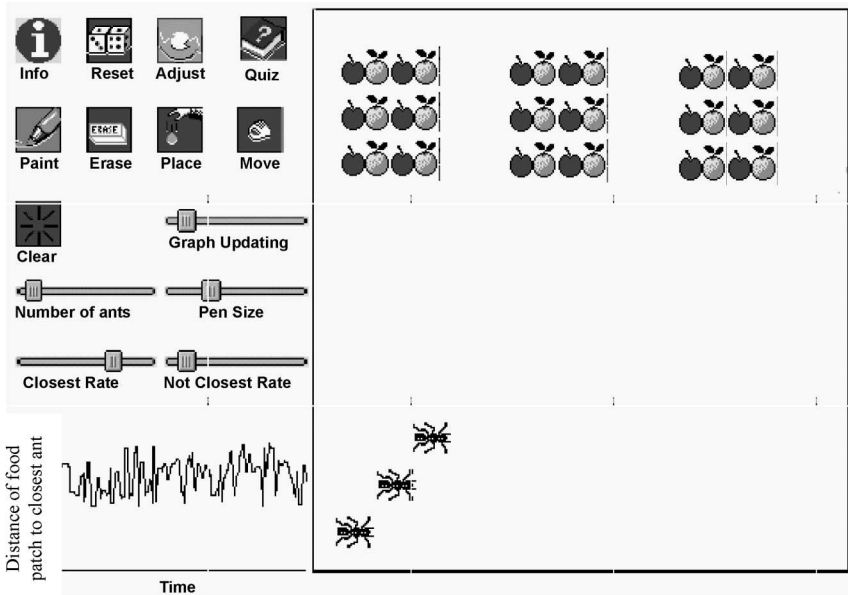 Info Reset Adjust Quiz
ERASE
Paint Erase Place Move
Clear Graph Updating
Number of ants Pen Size
Closest Rate Not Closest Rate
Distance of food
patch to closest ant
Time